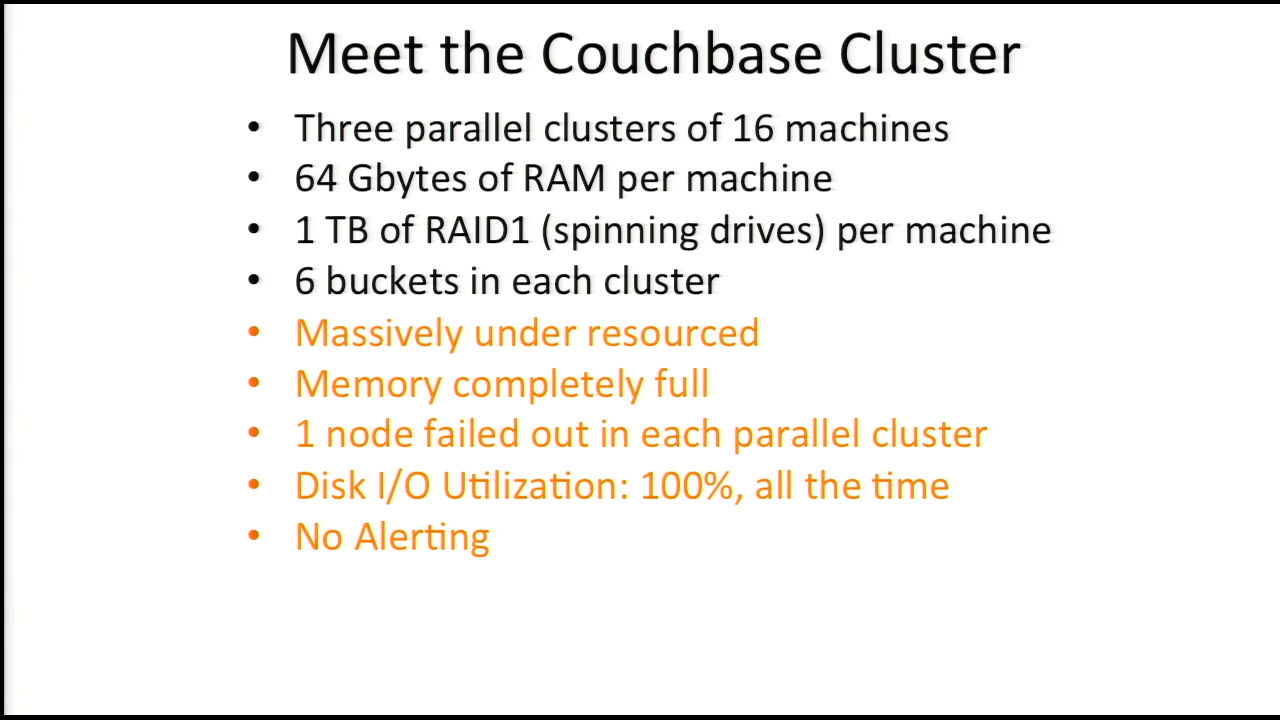 Meet the Couchbase Cluster
• Three parallel clusters of 16 machines
• 64 Gbytes of RAM per machine
• 1 TB of RAID1 (spinning drives) per machine
• 6 buckets in each cluster
• Massively under resourced
• Memory completely full
• 1 node failed out in each parallel cluster
• Disk I/O Utilization: 100%, all the time
• No Alerting